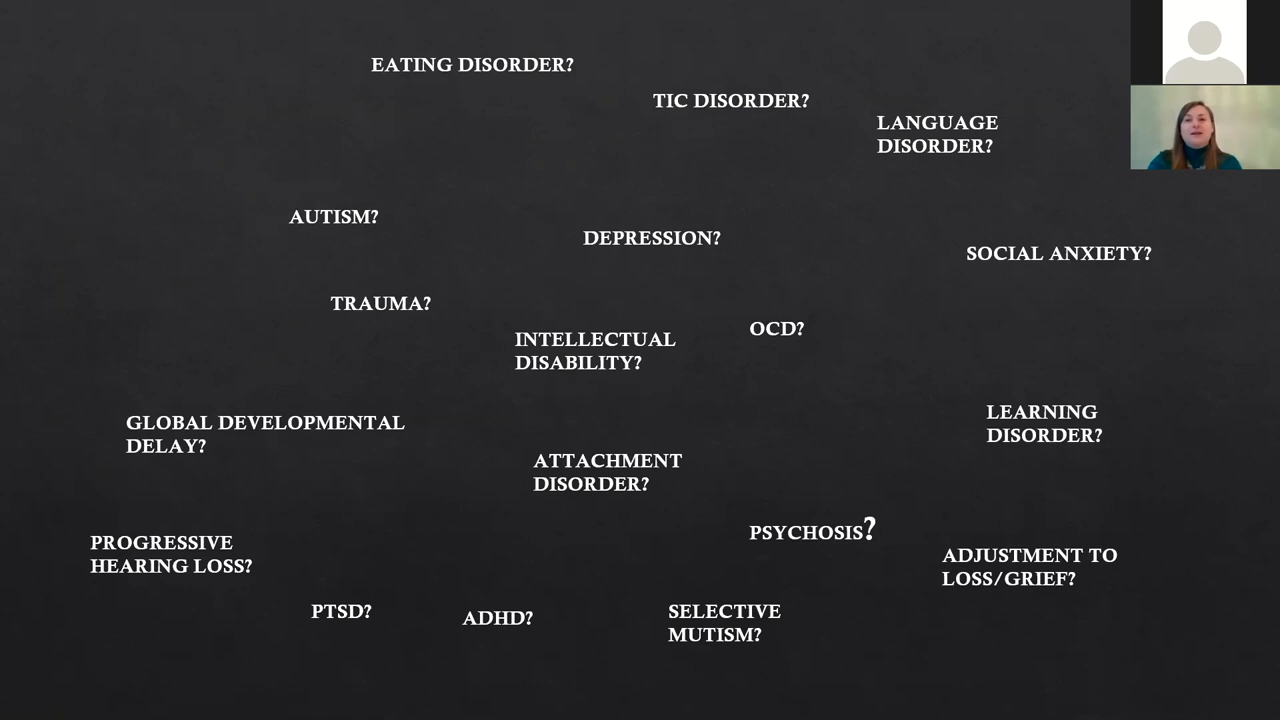 EATING DISORDER?
TIC DISORDER?
LANGUAGE
DISORDER?
AUTISM?
DEPRESSION?
SOCIAL ANXIETY?
TRAUMA?
OCD?
INTELLECTUAL
DISABILITY?
GLOBAL DEVELOPMENTAL
DELAY?
LEARNING
DISORDER?
ATTACHMENT
DISORDER?
PSYCHOSIS?
PROGRESSIVE
HEARING LOSS?
ADJUSTMENT TO
LOSS/GRIEF?
PTSD?
ADHD?
SELECTIVE
MUTISM?